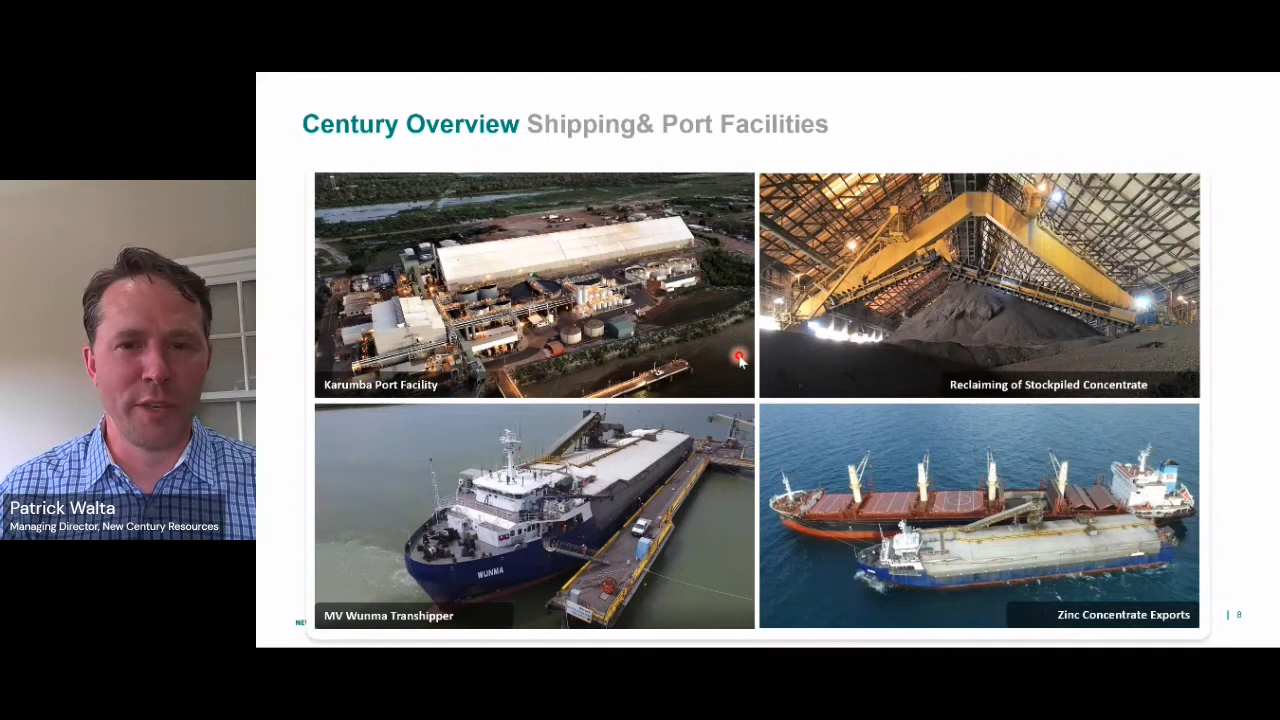 Century Overview Shipping& Port Facilities
Karumba Port Facility
Reclaiming of Stockpiled Concentrate
Patrick Walta
Managing Director, New Century Resources
WUNMA
MV Wunma Transhipper
Zinc Concentrate Exports
| 8